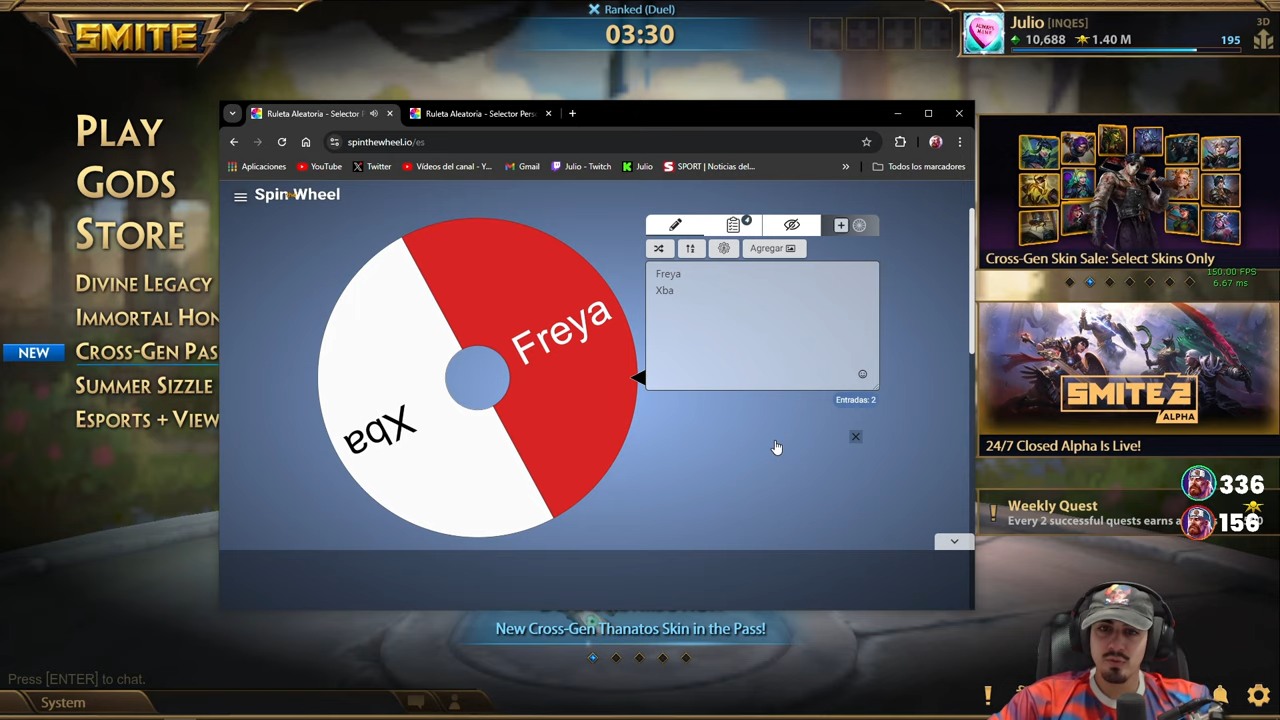 SMITE
Ranked (Duel)
03:30
Julio [INQES]
10,688 1.40 M
195
3D
PLAY
GODS
STORE
DIVINE LEGACY
IMMORTAL HON
NEW
CROSS-GEN PAS
SUMMER SIZZLE
ESPORTS + VIEW
Ruleta Aleatoria - Selector
Ruleta Aleatoria - Selector Pers
spinthewheel.io/es
Aplicaciones
YouTube
Twitter
Vídeos del canal - Y...
Gmail
Julio - Twitch
Julio
SPORT | Noticias del...
»
Todos los marcadores
Spin Wheel
4
Agregar
Freya
Xba
Entradas: 2
Freya
Xba
Cross-Gen Skin Sale: Select Skins Only
150.00 FPS
6.67 ms
SMITE 2
ALPHA
24/7 Closed Alpha Is Live!
Weekly Quest
Every 2 successful quests earns a
336
156
New Cross-Gen Thanatos Skin in the Pass!
Press [ENTER] to chat.
System
ALWAYS
MINE